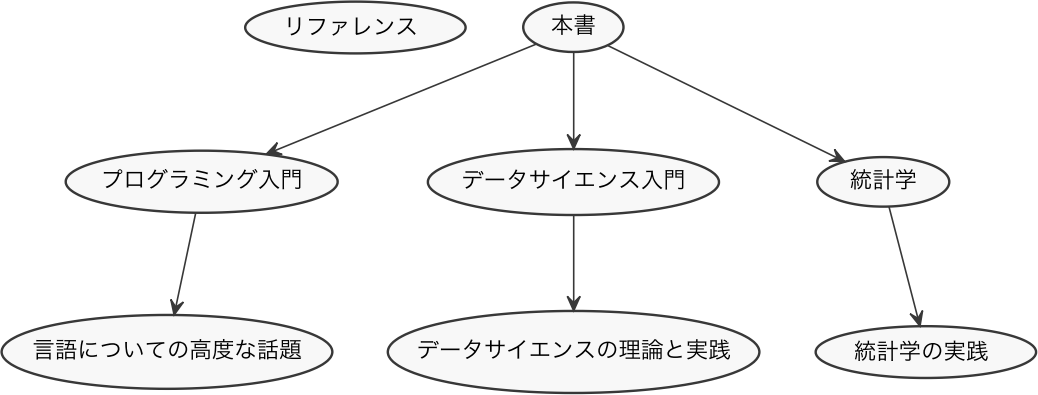 リファレンス
本書
プログラミング入門
データサイエンス入門
統計学
言語についての高度な話題
データサイエンスの理論と実践
統計学の実践